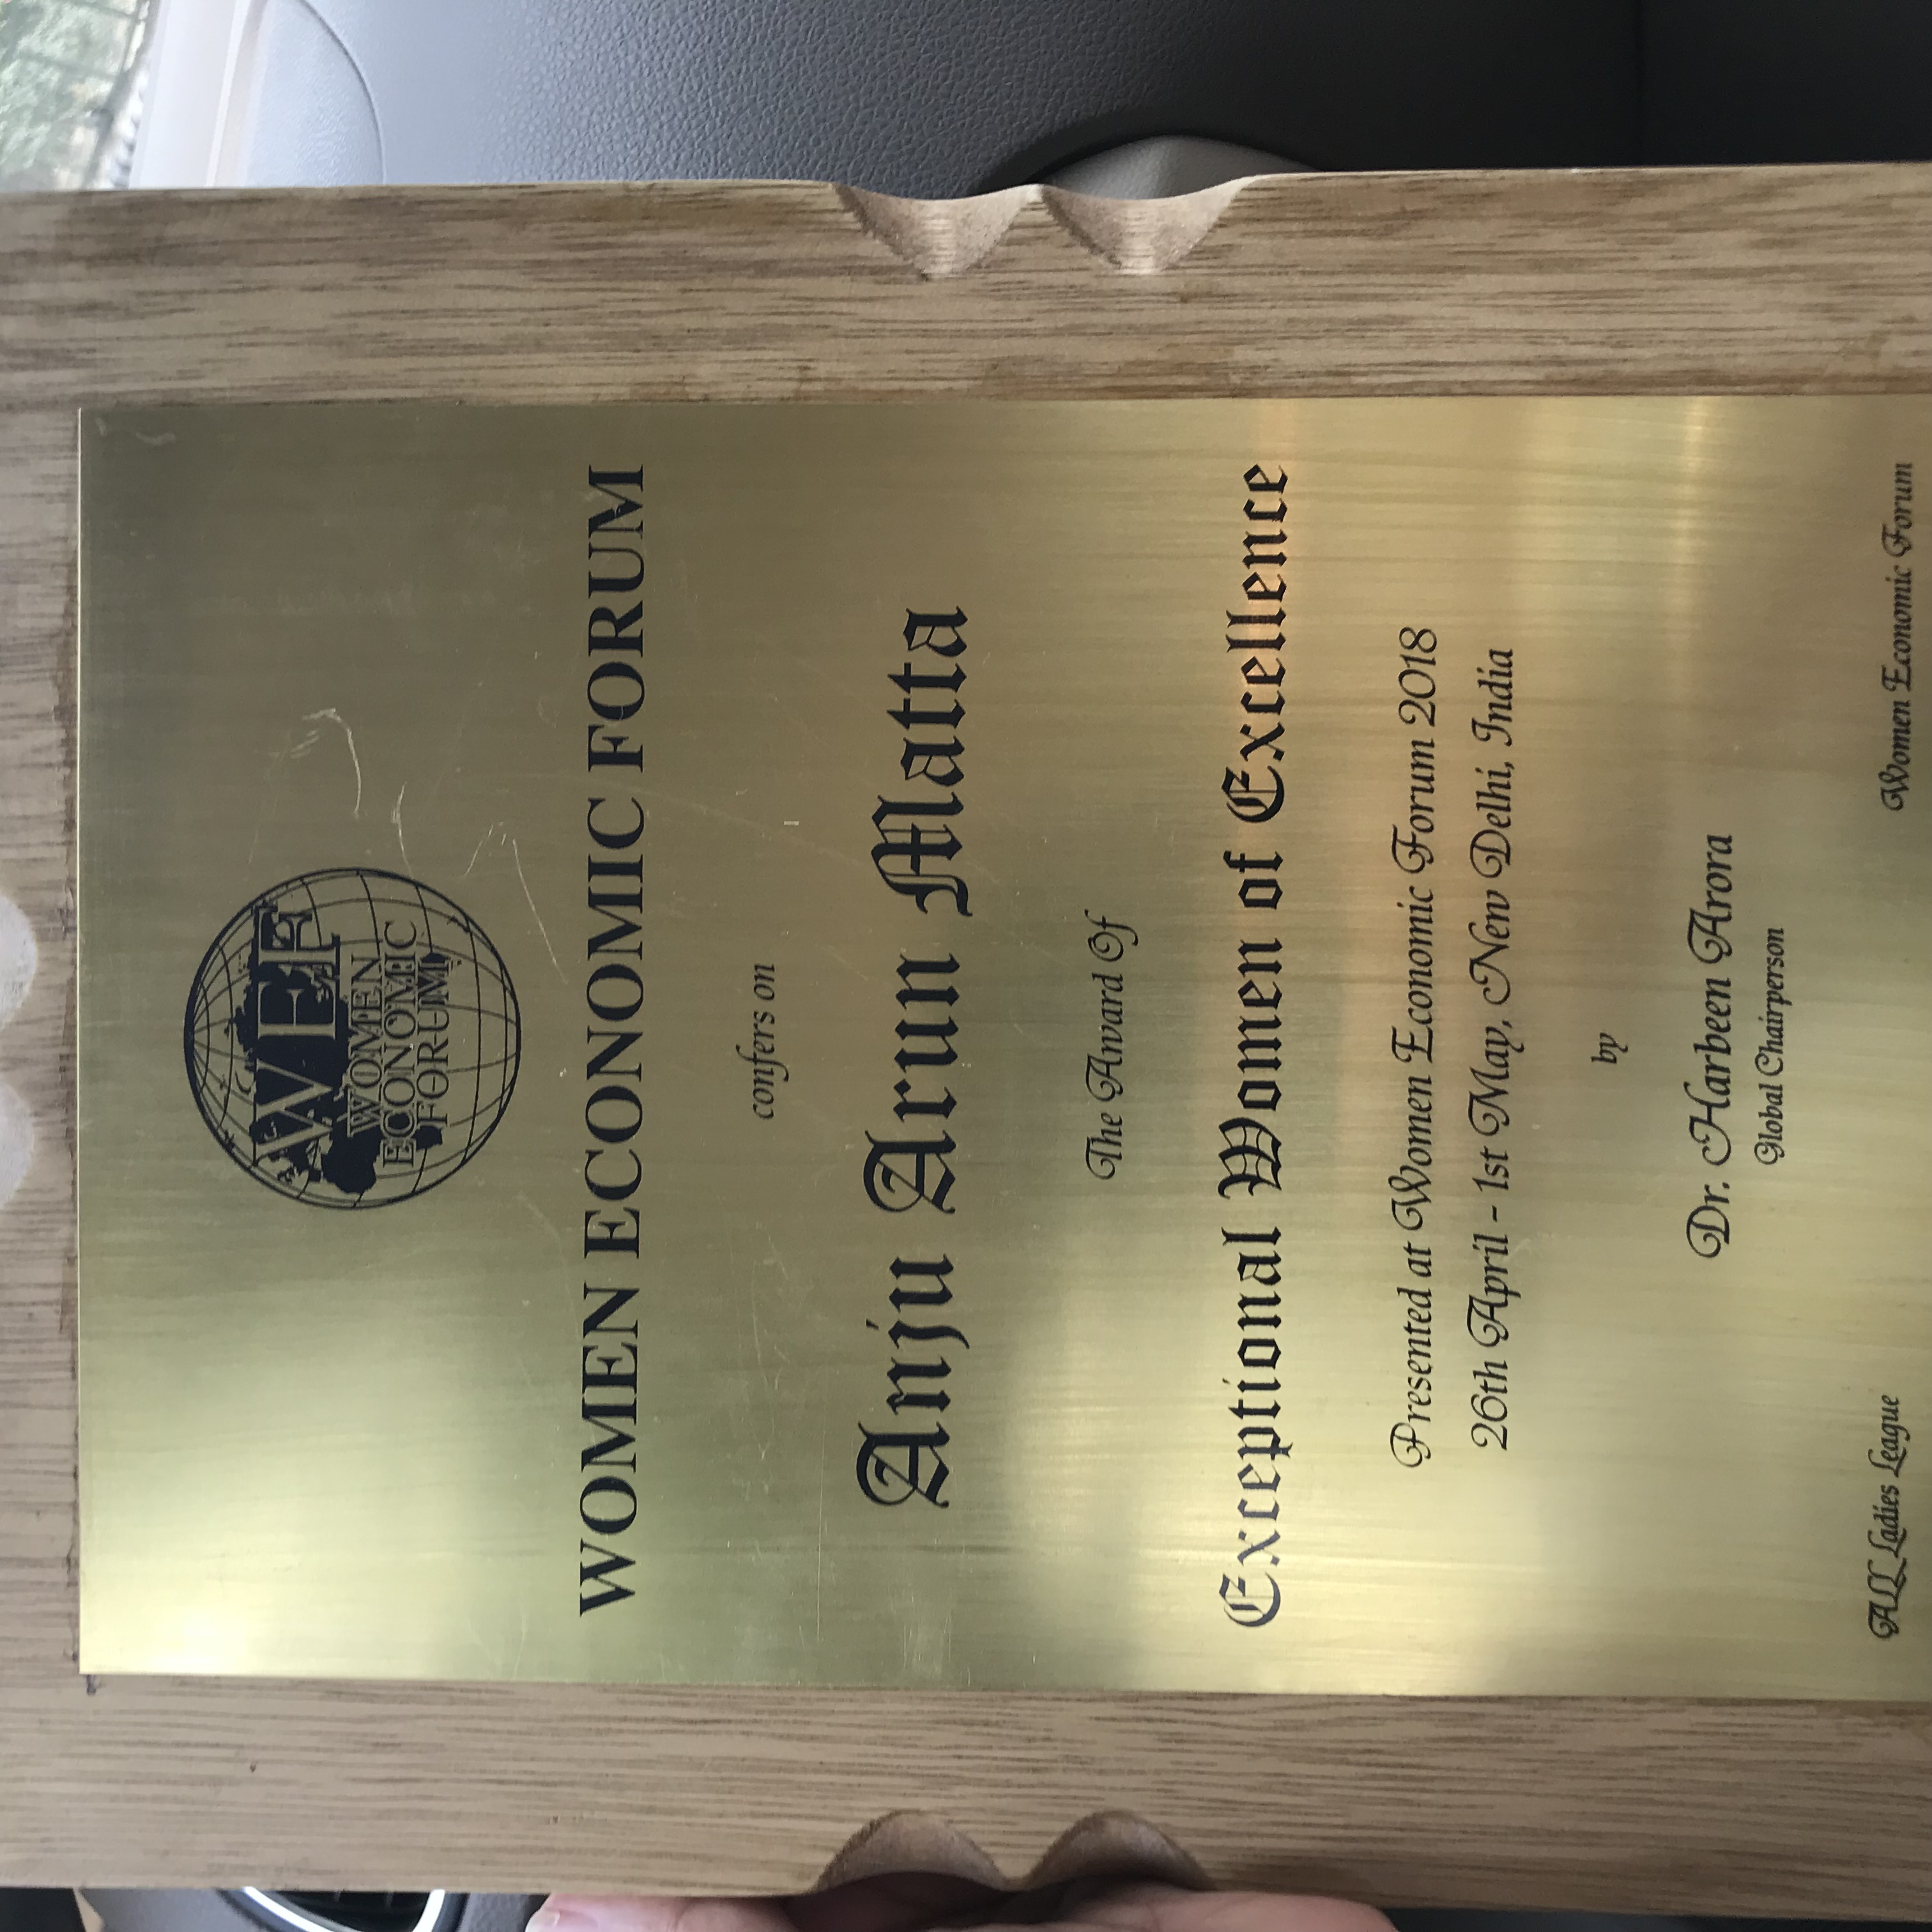 WEF
WOMEN
ECONOMIC
FORUM
WOMEN ECONOMIC FORUM
confers on
Anju Arun Matta
The Award Of
Exceptional Women of Excellence
Presented at Women Economic Forum 2018
26th April - 1st May, New Delhi, India
by
Dr. Harbeen Arora
Global Chairperson
ALL Ladies League
Women Economic Forum